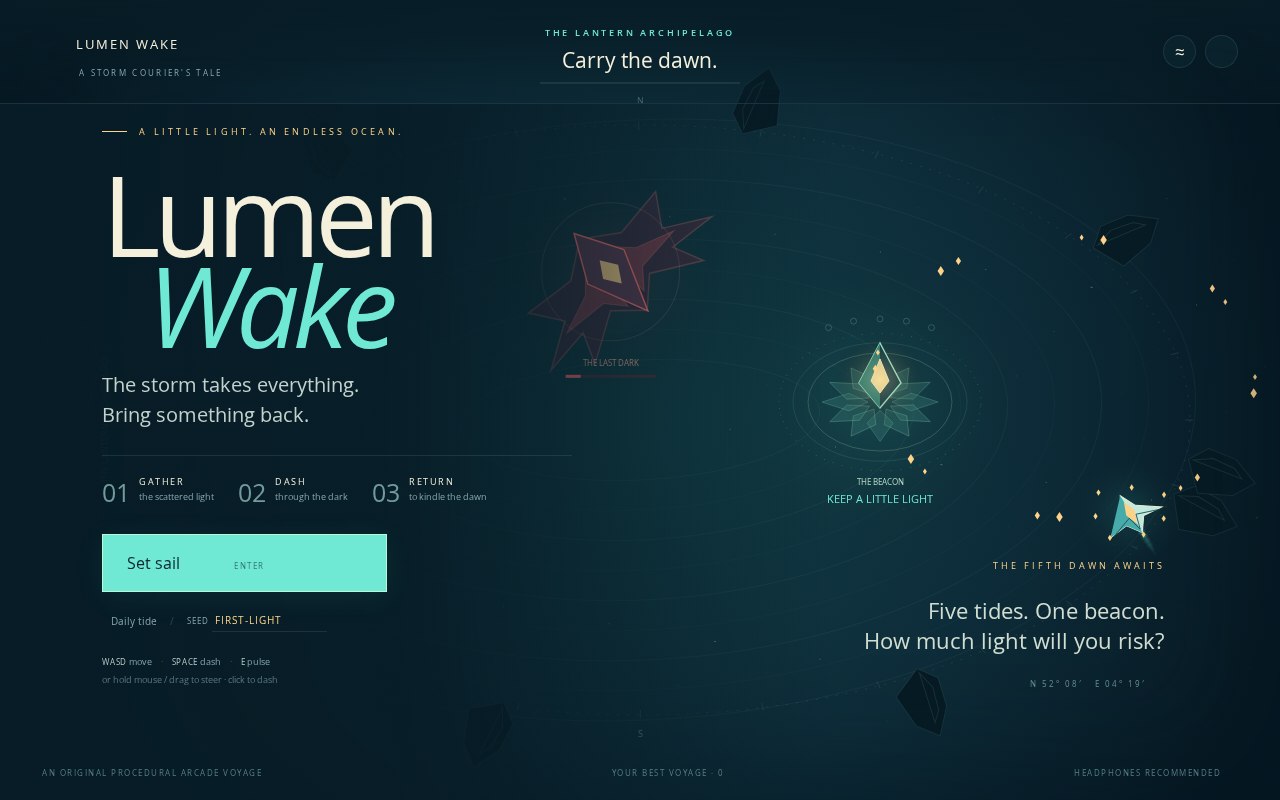 LUMEN WAKE
A STORM COURIER'S TALE
THE LANTERN ARCHIPELAGO
Carry the dawn.
≈
N
A LITTLE LIGHT. AN ENDLESS OCEAN.
Lumen
Wake
The storm takes everything.
Bring something back.
01 GATHER
the scattered light
02 DASH
through the dark
03 RETURN
to kindle the dawn
Set sail ENTER
Daily tide / SEED FIRST-LIGHT
WASD move · SPACE dash · E pulse
or hold mouse / drag to steer · click to dash
THE LAST DARK
THE BEACON
KEEP A LITTLE LIGHT
THE FIFTH DAWN AWAITS
Five tides. One beacon.
How much light will you risk?
N 52° 08′ E 04° 19′
S
AN ORIGINAL PROCEDURAL ARCADE VOYAGE
YOUR BEST VOYAGE · 0
HEADPHONES RECOMMENDED